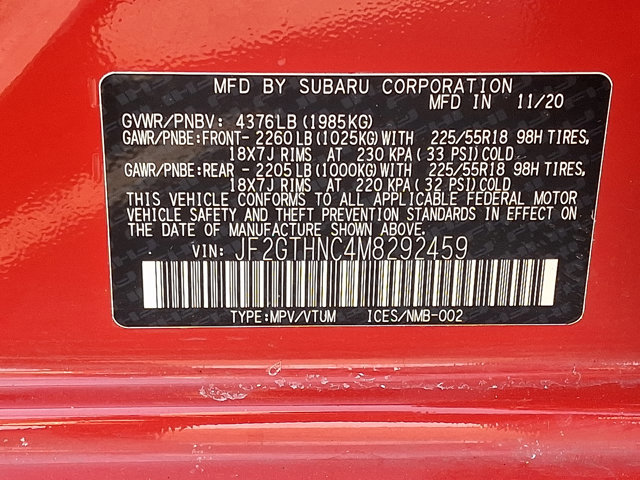 MFD BY SUBARU CORPORATION
MFD IN 11/20
GVWR/PNBV: 4376LB (1985KG)
GAWR/PNBE:FRONT- 2260LB (1025KG)WITH 225/55R18 98H TIRES,
18X7J RIMS AT 230 KPA (33 PSI)COLD
GAWR/PNBE:REAR - 2205LB (1000KG)WITH 225/55R18 98H TIRES,
18X7J RIMS AT 220 KPA (32 PSI)COLD
THIS VEHICLE CONFORMS TO ALL APPLICABLE FEDERAL MOTOR
VEHICLE SAFETY AND THEFT PREVENTION STANDARDS IN EFFECT ON
THE DATE OF MANUFACTURE SHOWN ABOVE.
VIN: JF2GTHNC4M8292459
TYPE:MPV/VTUM ICES/NMB-002